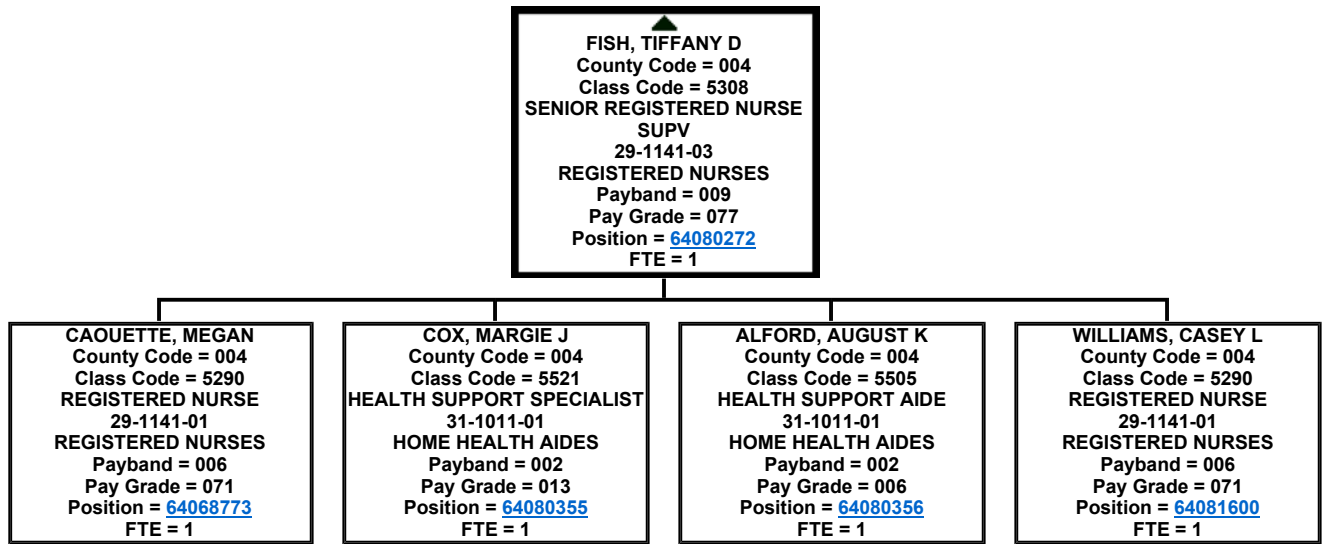 FISH, TIFFANY D
County Code = 004
Class Code = 5308
SENIOR REGISTERED NURSE
SUPV
29-1141-03
REGISTERED NURSES
Payband = 009
Pay Grade = 077
Position = 64080272
FTE = 1
CAOUETTE, MEGAN
County Code = 004
Class Code = 5290
REGISTERED NURSE
29-1141-01
REGISTERED NURSES
Payband = 006
Pay Grade = 071
Position = 64068773
FTE = 1
COX, MARGIE J
County Code = 004
Class Code = 5521
HEALTH SUPPORT SPECIALIST
31-1011-01
HOME HEALTH AIDES
Payband = 002
Pay Grade = 013
Position = 64080355
FTE = 1
ALFORD, AUGUST K
County Code = 004
Class Code = 5505
HEALTH SUPPORT AIDE
31-1011-01
HOME HEALTH AIDES
Payband = 002
Pay Grade = 006
Position = 64080356
FTE = 1
WILLIAMS, CASEY L
County Code = 004
Class Code = 5290
REGISTERED NURSE
29-1141-01
REGISTERED NURSES
Payband = 006
Pay Grade = 071
Position = 64081600
FTE = 1